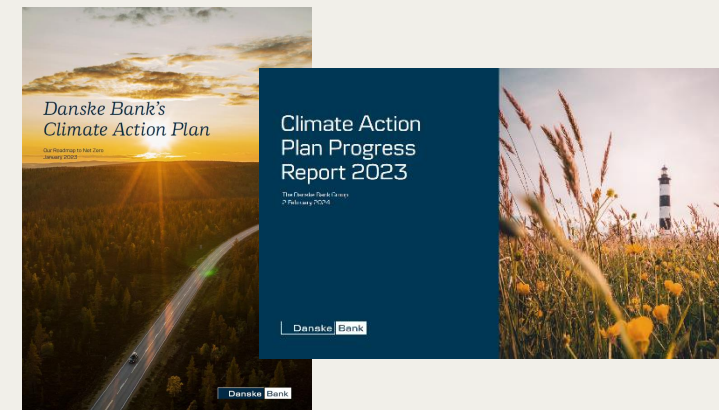 Danske Bank's
Climate Action Plan
Our Roadmap to Net Zero
January 2023
Danske Bank
Climate Action
Plan Progress
Report 2023
The Danske Bank Group
2 February 2024
Danske Bank